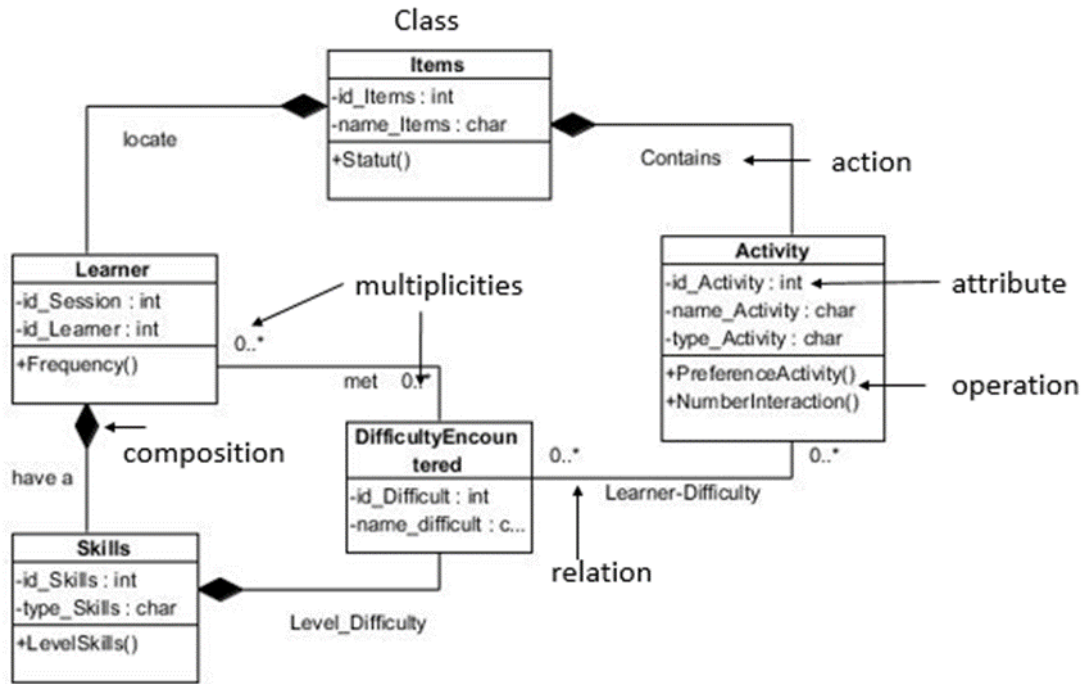 Class
Items
-id_Items : int
-name_Items : char
+Statut()
locate
Contains
action
Learner
-id_Session : int
-id_Learner : int
+Frequency()
multiplicities
0..*
met
0..*
Activity
-id_Activity : int
-name_Activity : char
-type_Activity : char
+PreferenceActivity()
+NumberInteraction()
attribute
operation
composition
have a
DifficultyEncoun
tered
-id_Difficult : int
-name_difficult : c...
0..*
0..*
Learner-Difficulty
relation
Skills
-id_Skills : int
-type_Skills : char
+LevelSkills()
Level_Difficulty